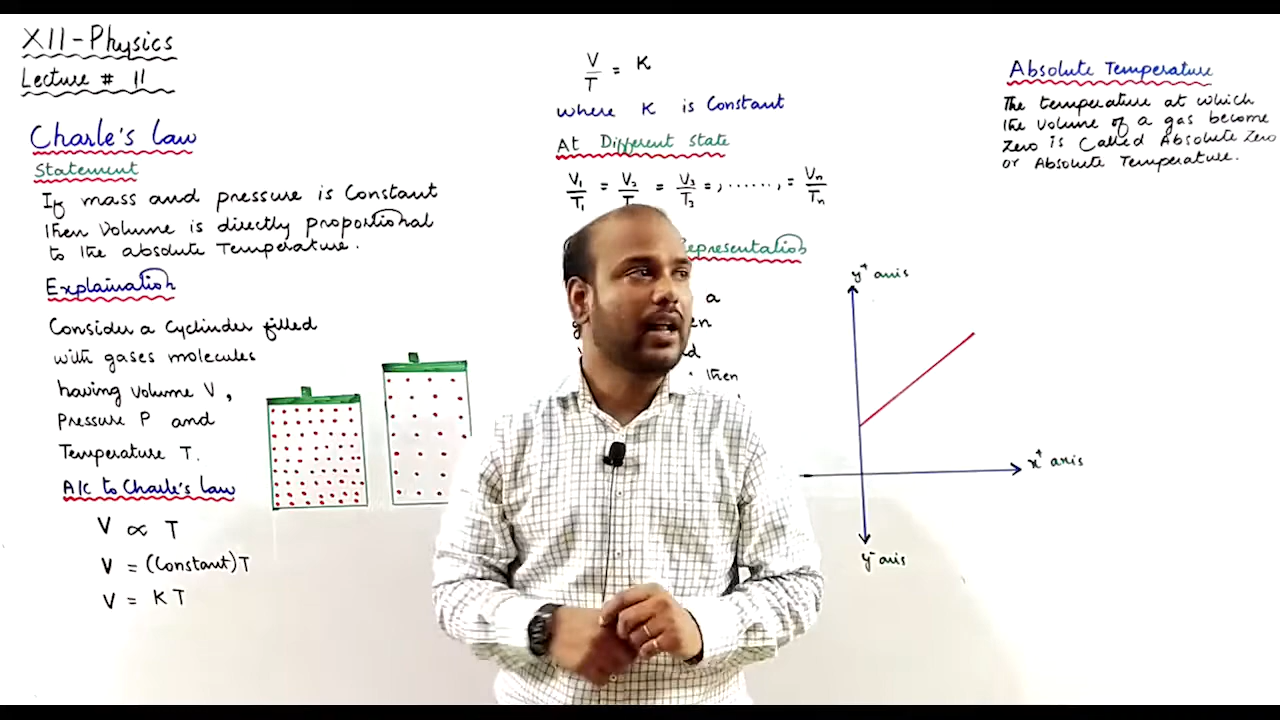 XII-Physics
Lecture # 11
Charle's law
Statement
If mass and pressure is Constant
then Volume is directly proportional
to the absolute Temperature.
Explaination
Consider a Cyclinder filled
with gases molecules
having volume V,
Pressure P and
Temperature T.
A/C to Charle's law
V ∝ T
V = (Constant)T
V = KT
V/T = K
where K is Constant
At Different State
V₁/T₁ = V₂/T = V₃/T₃ =, ......, = Vn/Tn
Representation
a
then
y⁺ axis
x⁺ axis
y⁻ axis
Absolute Temperature
The temperature at which
the volume of a gas become
Zero is Called Absolute Zero
or Absolute Temperature.